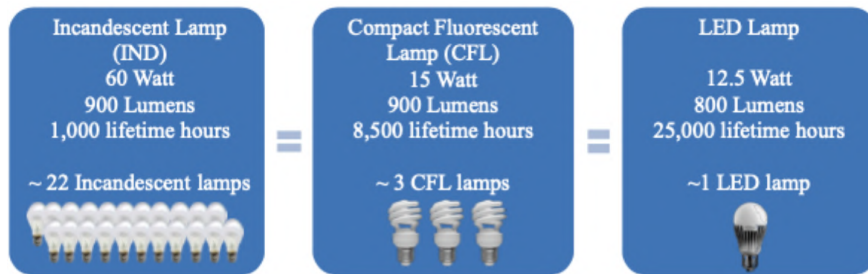 Incandescent Lamp
(IND)
60 Watt
900 Lumens
1,000 lifetime hours
~ 22 Incandescent lamps
=
Compact Fluorescent
Lamp (CFL)
15 Watt
900 Lumens
8,500 lifetime hours
~ 3 CFL lamps
=
LED Lamp
12.5 Watt
800 Lumens
25,000 lifetime hours
~1 LED lamp